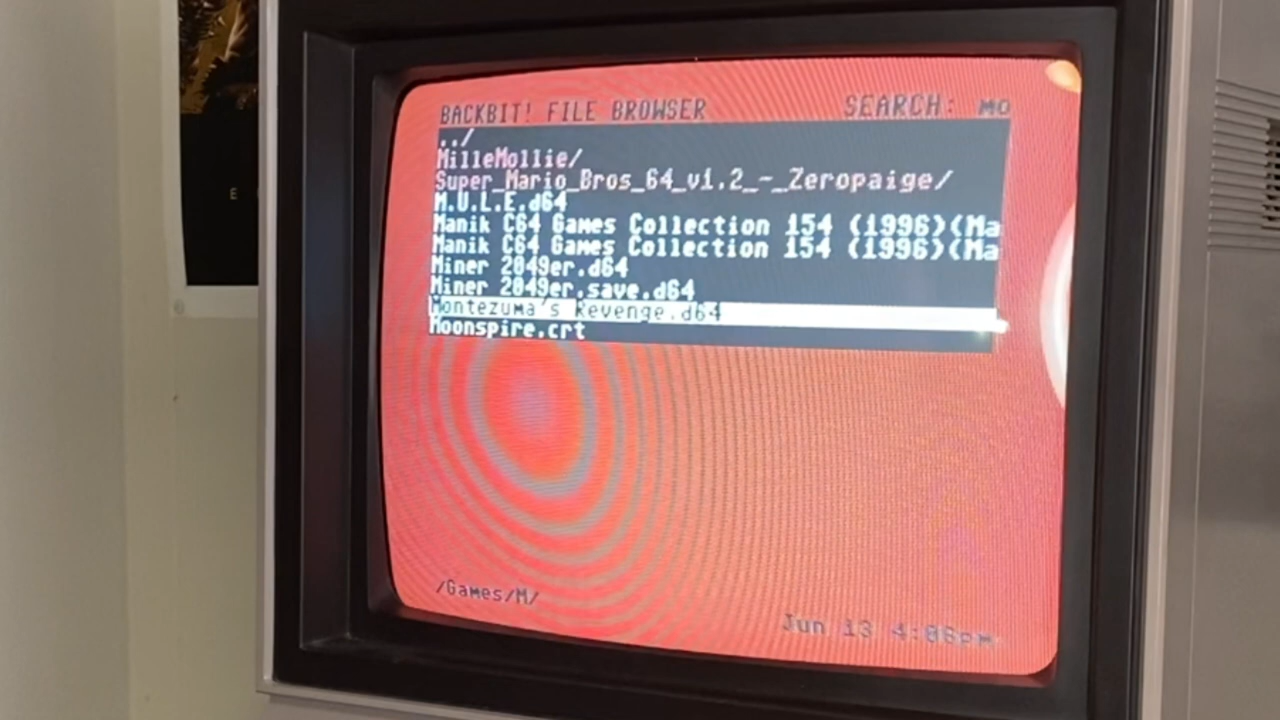 BACKBIT! FILE BROWSER SEARCH: MO
../
MilleMollie/
Super_Mario_Bros_64_v1.2_-_Zeropaige/
M.U.L.E.d64
Manik C64 Games Collection 154 (1996)(Ma
Manik C64 Games Collection 154 (1996)(Ma
Miner 2049er.d64
Miner 2049er.save.d64
Montezuma's Revenge.d64
Moonspire.crt
/Games/M/
Jun 13 4:06pm
E